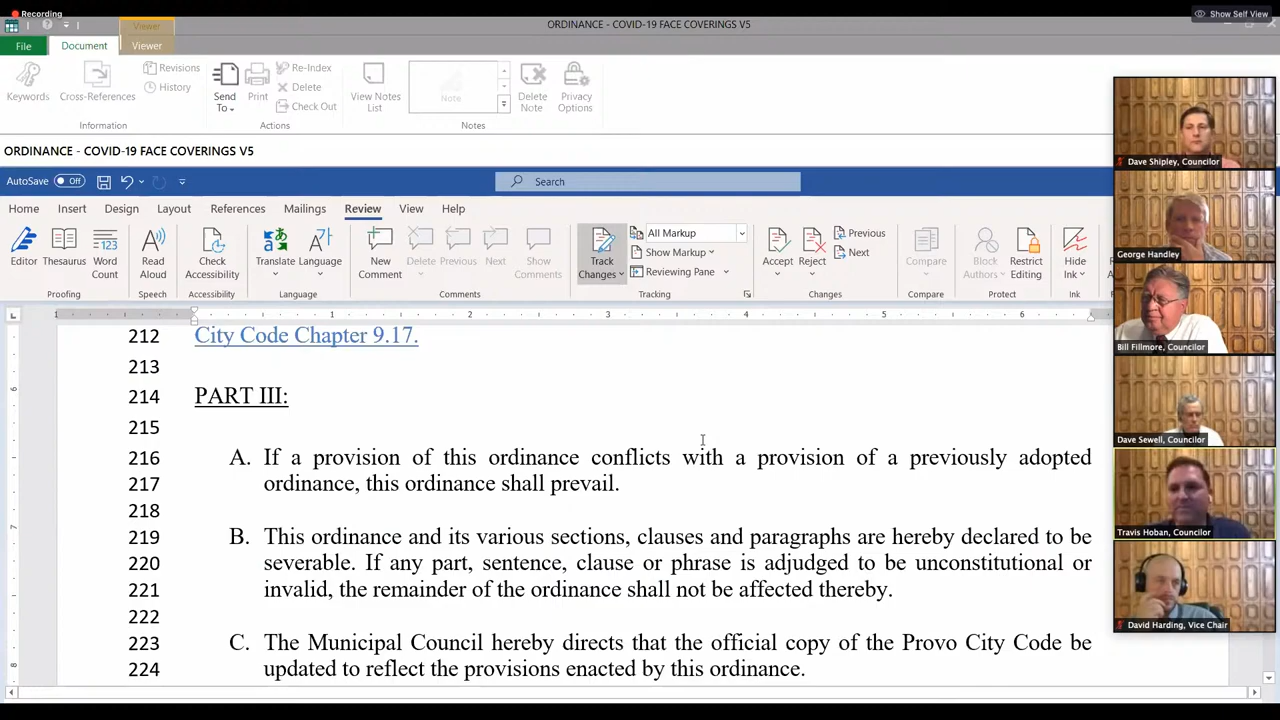 Recording
ORDINANCE - COVID-19 FACE COVERINGS V5
Show Self View
Viewer
File
Document
Viewer
Keywords
Cross-References
Revisions
History
Information
Send To
Print
Re-Index
Delete
Check Out
Actions
View Notes List
Note
Delete Note
Privacy Options
Notes
ORDINANCE - COVID-19 FACE COVERINGS V5
AutoSave Off
Search
Home Insert Design Layout References Mailings Review View Help
Editor
Thesaurus
Word Count
Proofing
Read Aloud
Speech
Check Accessibility
Accessibility
Translate
Language
Language
New Comment
Delete
Previous
Next
Show Comments
Comments
Track Changes
All Markup
Show Markup
Reviewing Pane
Tracking
Accept
Reject
Previous
Next
Changes
Compare
Compare
Block Authors
Restrict Editing
Protect
Hide Ink
Ink
1 1 2 3 4 5 6
212 City Code Chapter 9.17.
213
214 PART III:
215
216 A. If a provision of this ordinance conflicts with a provision of a previously adopted
217 ordinance, this ordinance shall prevail.
218
219 B. This ordinance and its various sections, clauses and paragraphs are hereby declared to be
220 severable. If any part, sentence, clause or phrase is adjudged to be unconstitutional or
221 invalid, the remainder of the ordinance shall not be affected thereby.
222
223 C. The Municipal Council hereby directs that the official copy of the Provo City Code be
224 updated to reflect the provisions enacted by this ordinance.
Dave Shipley, Councilor
George Handley
Bill Fillmore, Councilor
Dave Sewell, Councilor
Travis Hoban, Councilor
David Harding, Vice Chair